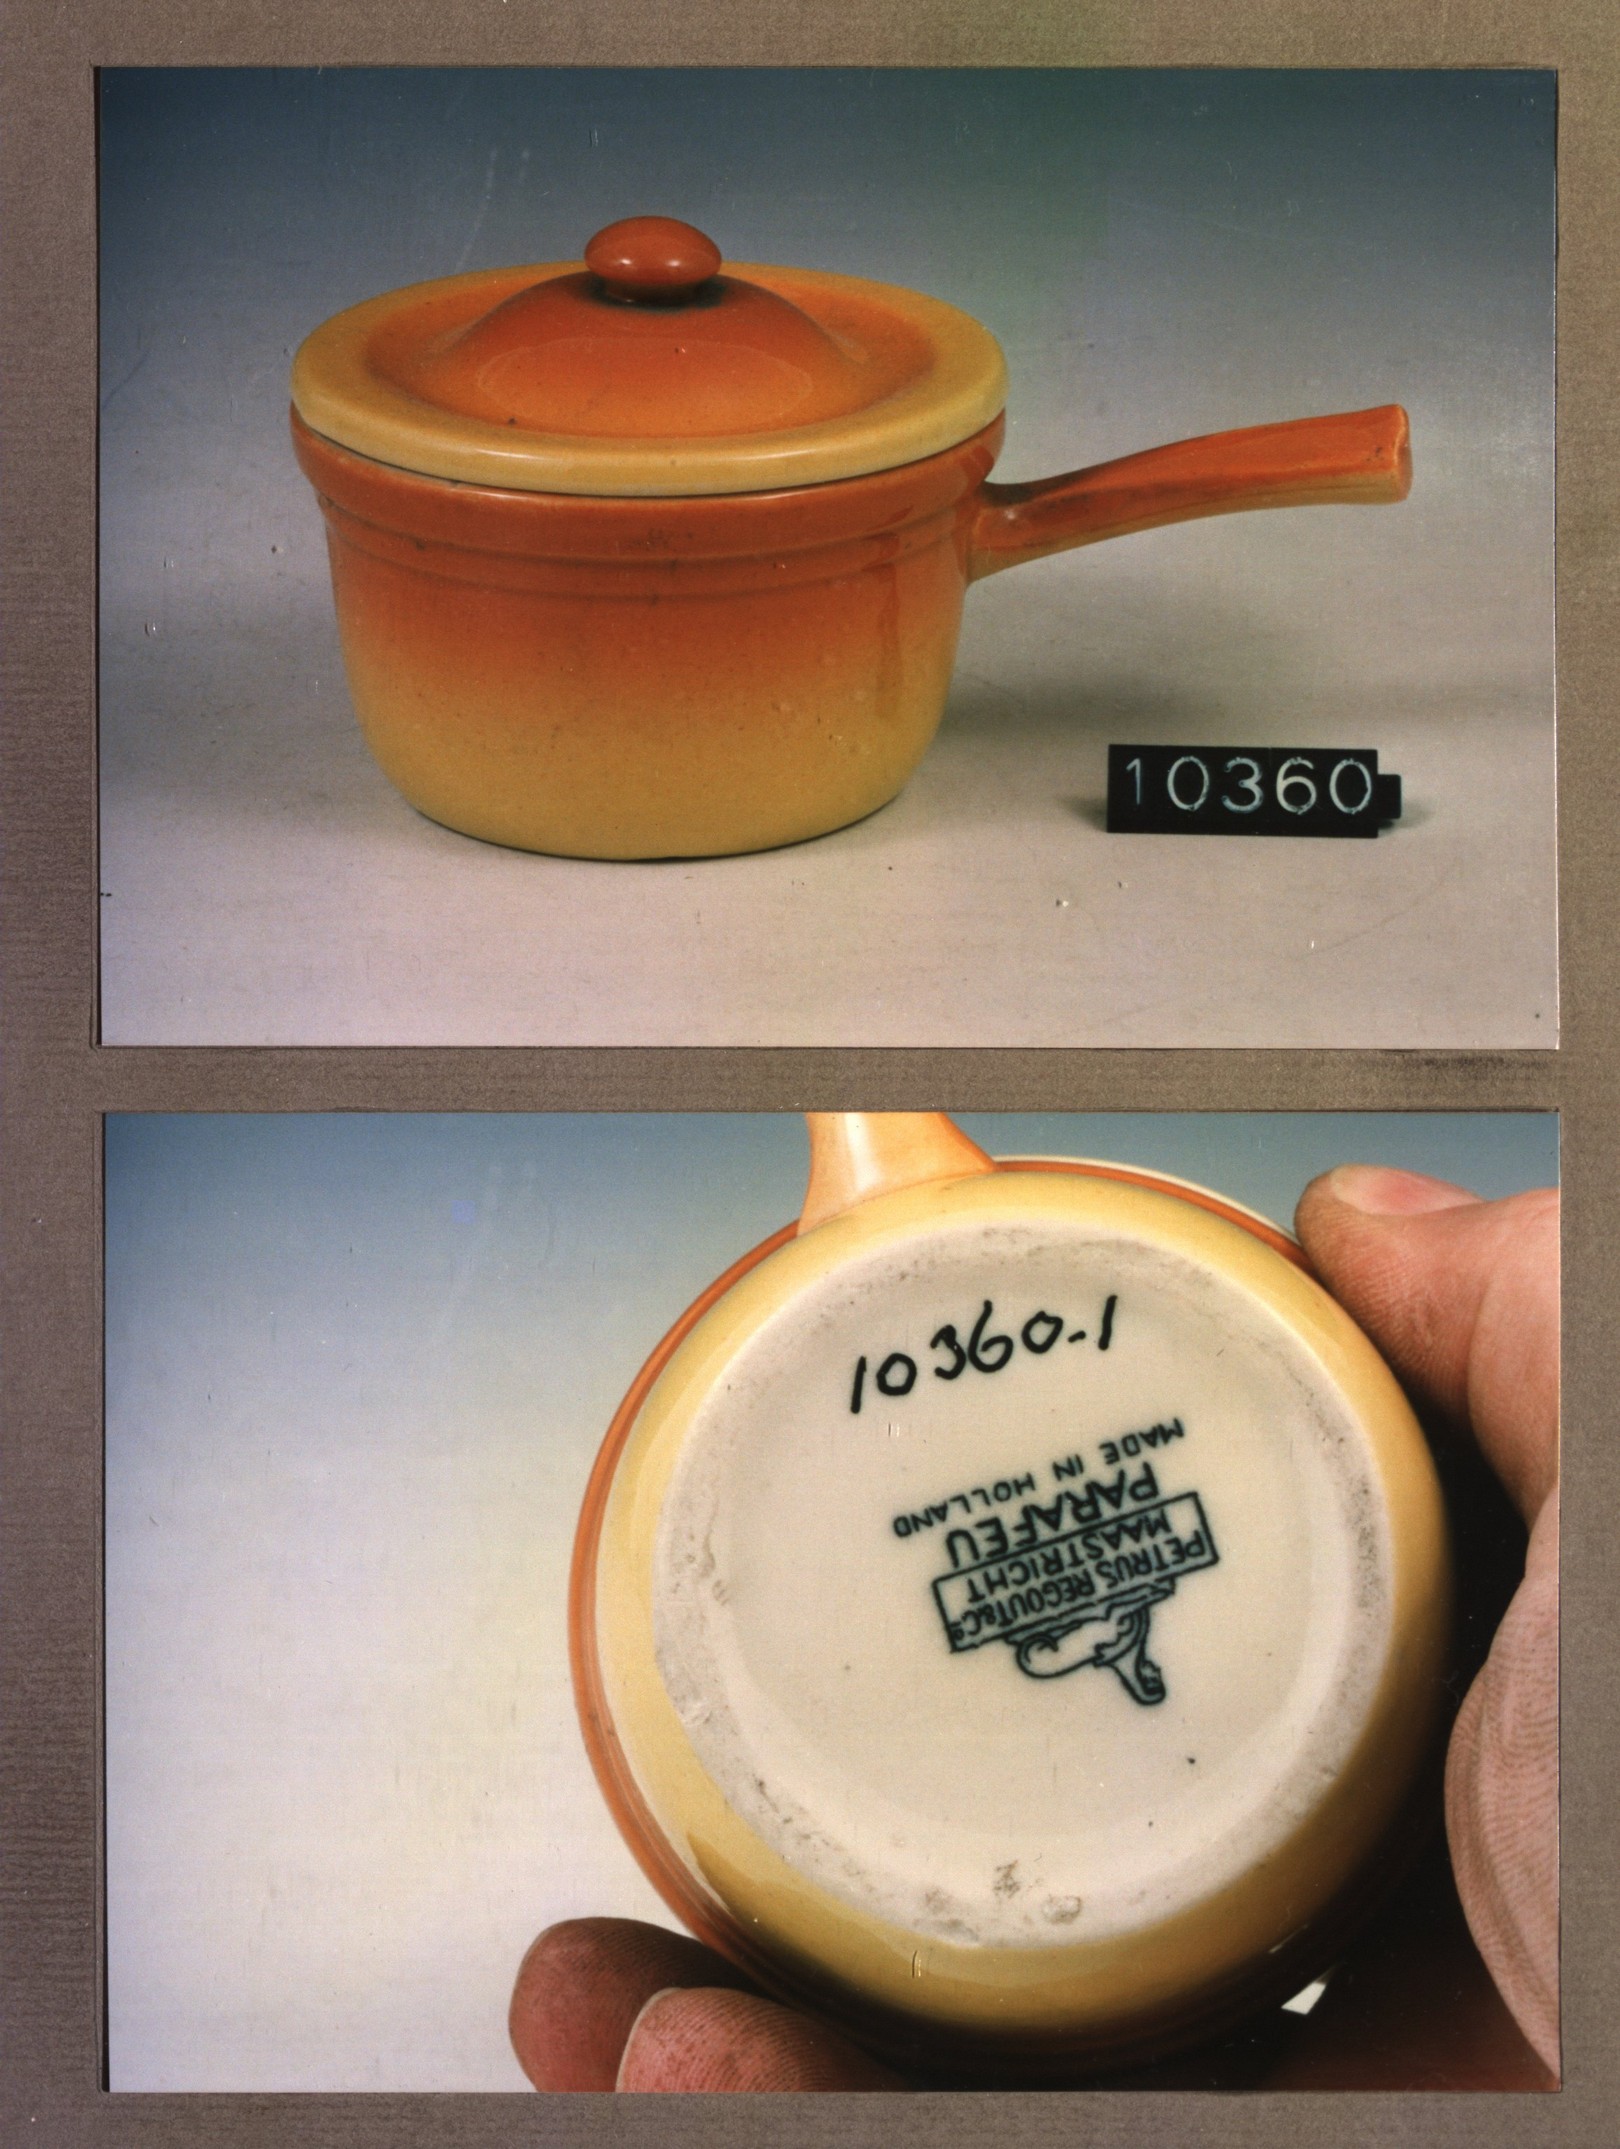 10360
10360-1
PETRUS REGOUT & Co
MAASTRICHT
PARAFEU
MADE IN HOLLAND